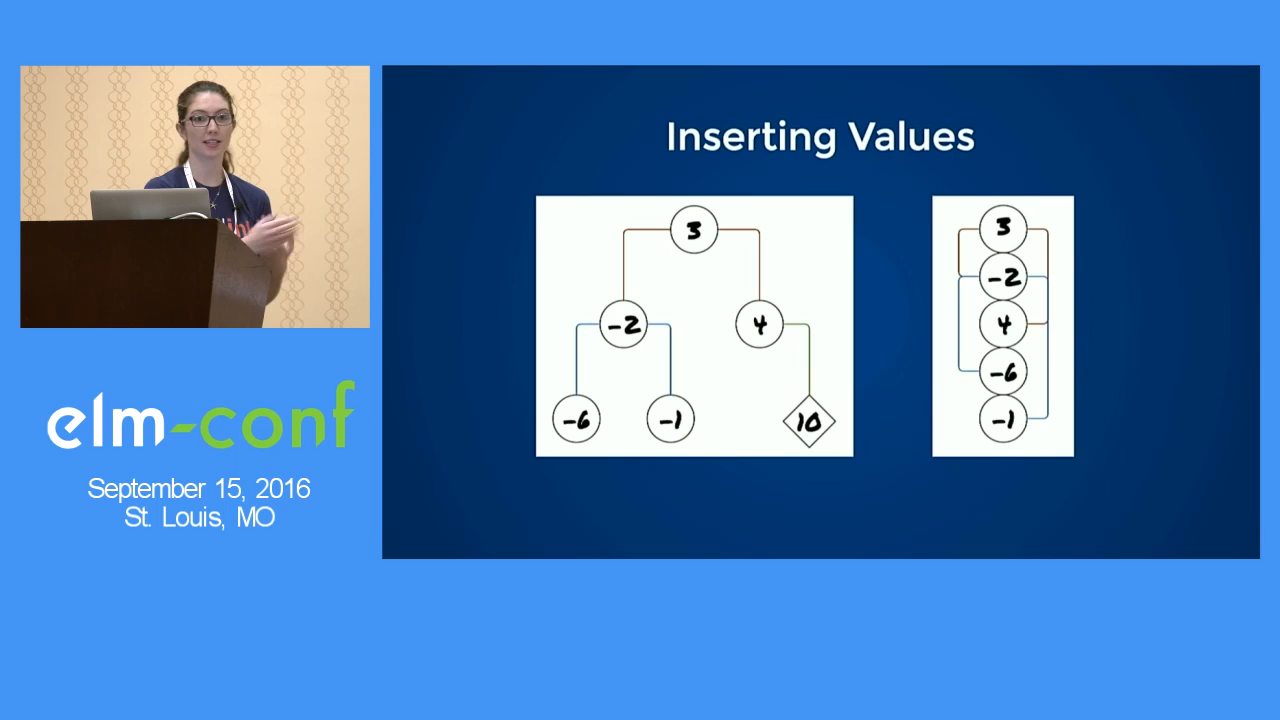 Inserting Values
3
-2 4
-6 -1 10
3
-2
4
-6
-1
elm-conf
September 15, 2016
St. Louis, MO